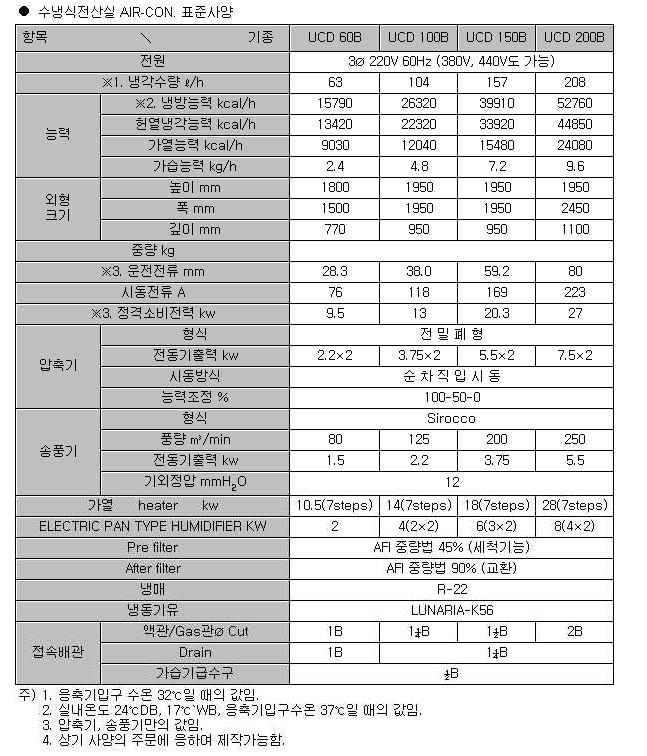 ● 수냉식전산실 AIR-CON. 표준사양
항목 \ 기종 UCD 60B UCD 100B UCD 150B UCD 200B
전원 3Ø 220V 60Hz (380V, 440V도 가능)
※1. 냉각수량 ℓ/h 63 104 157 208
능력 ※2. 냉방능력 kcal/h 15790 26320 39910 52760
헌열냉각능력 kcal/h 13420 22320 33920 44850
가열능력 kcal/h 9030 12040 15480 24080
가습능력 kg/h 2.4 4.8 7.2 9.6
외형 크기 높이 mm 1800 1950 1950 1950
폭 mm 1500 1950 1950 2450
깊이 mm 770 950 950 1100
중량 kg
※3. 운전전류 mm 28.3 38.0 59.2 80
시동전류 A 76 118 169 223
※3. 정격소비전력 kw 9.5 13 20.3 27
압축기 형식 전 밀 폐 형
전동기출력 kw 2.2×2 3.75×2 5.5×2 7.5×2
시동방식 순 차 직 입 시 동
능력조정 % 100-50-0
송풍기 형식 Sirocco
풍량 ㎥/min 80 125 200 250
전동기출력 kw 1.5 2.2 3.75 5.5
기외정압 mmH₂O 12
가열 heater kw 10.5(7steps) 14(7steps) 18(7steps) 28(7steps)
ELECTRIC PAN TYPE HUMIDIFIER KW 2 4(2×2) 6(3×2) 8(4×2)
Pre filter AFI 중량법 45% (세척기능)
After filter AFI 중량법 90% (교환)
냉매 R-22
냉동기유 LUNARIA-K56
접속배관 액관/Gas관Ø Cut 1B 1¼B 1½B 2B
Drain 1B 1¼B
가습기급수구 ½B
주) 1. 응축기입구 수온 32℃일 때의 값임.
2. 실내온도 24℃DB, 17℃`WB, 응축기입구수온 37℃일 때의 값임.
3. 압축기, 송풍기만의 값임.
4. 상기 사양의 주문에 응하여 제작가능함.